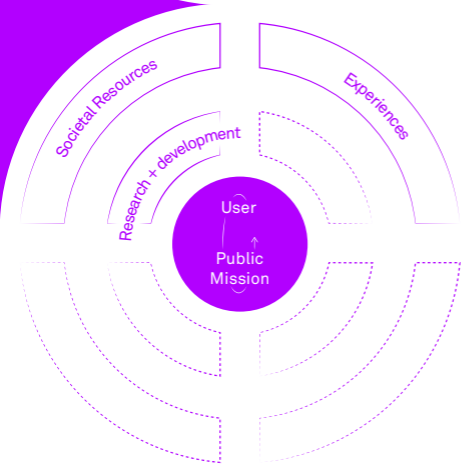 Societal Resources
Experiences
Research + development
User
Public
Mission